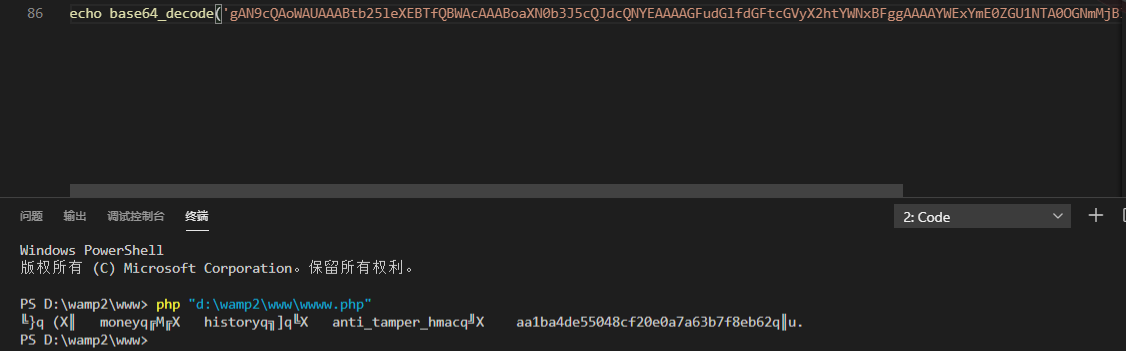 86 echo base64_decode('gAN9cQAoWAUAAABtb25leXEBTfQBWAcAAABoaXN0b3J5cQJdcQNYEAAAAGFudGlfdGFtcGVyX2htYWNxBFggAAAAYWExYmE0ZGU1NTA0OGNmMjB
问题 输出 调试控制台 终端 2: Code
Windows PowerShell
版权所有 (C) Microsoft Corporation。保留所有权利。
PS D:\wamp2\www> php "d:\wamp2\www\wwww.php"
╚}q (X║ moneyq╔M╔X historyq╗]q╚X anti_tamper_hmacq╝X aa1ba4de55048cf20e0a7a63b7f8eb62q║u.
PS D:\wamp2\www>